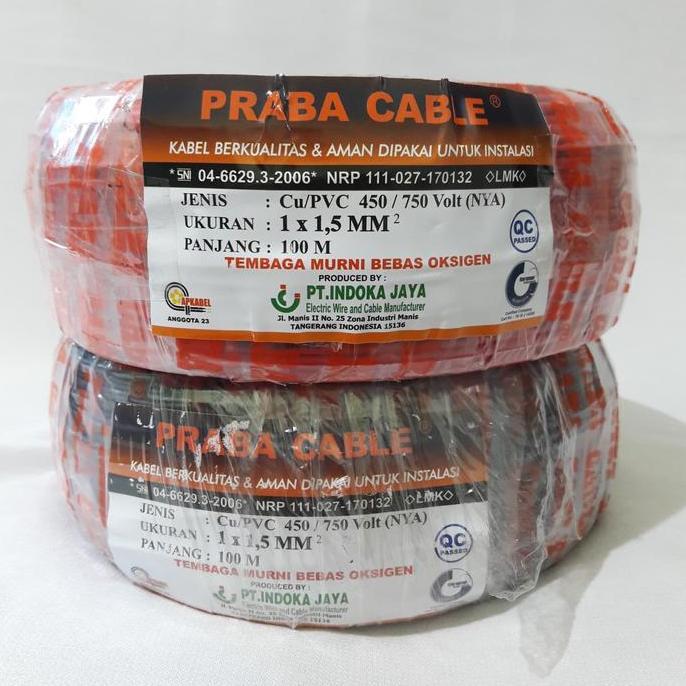 PRABA CABLE®
KABEL BERKUALITAS & AMAN DIPAKAI UNTUK INSTALASI
*SNI 04-6629.3-2006* NRP 111-027-170132 ◇LMK◇
JENIS : Cu/PVC 450 / 750 Volt (NYA)
UKURAN : 1 x 1,5 MM²
PANJANG : 100 M
QC PASSED
TEMBAGA MURNI BEBAS OKSIGEN
PRODUCED BY :
PT.INDOKA JAYA
Electric Wire and Cable Manufacturer
Jl. Manis II No. 25 Zona Industri Manis
TANGERANG INDONESIA 15136
APKABEL
ANGGOTA 23
PRABA CABLE®
KABEL BERKUALITAS & AMAN DIPAKAI UNTUK INSTALASI
*SNI 04-6629.3-2006* NRP 111-027-170132 ◇LMK◇
JENIS : Cu/PVC 450 / 750 Volt (NYA)
UKURAN : 1 x 1,5 MM²
PANJANG : 100 M
QC PASSED
TEMBAGA MURNI BEBAS OKSIGEN
PRODUCED BY :
PT.INDOKA JAYA
Electric Wire and Cable Manufacturer